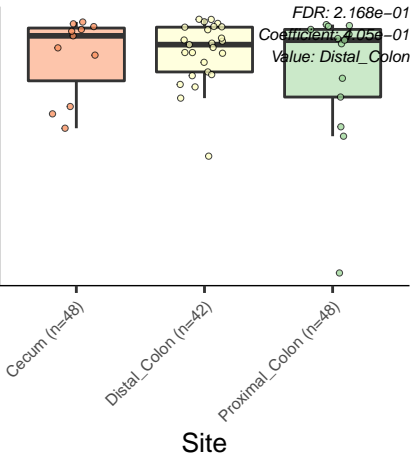 FDR: 2.168e−01
Coefficient: 4.05e−01
Value: Distal_Colon
Cecum (n=48)
Distal_Colon (n=42)
Proximal_Colon (n=48)
Site